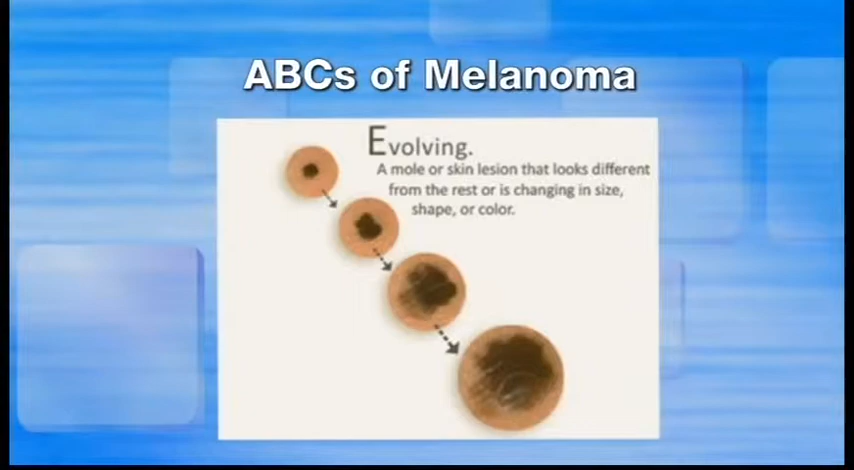 ABCs of Melanoma
Evolving.
A mole or skin lesion that looks different
from the rest or is changing in size,
shape, or color.